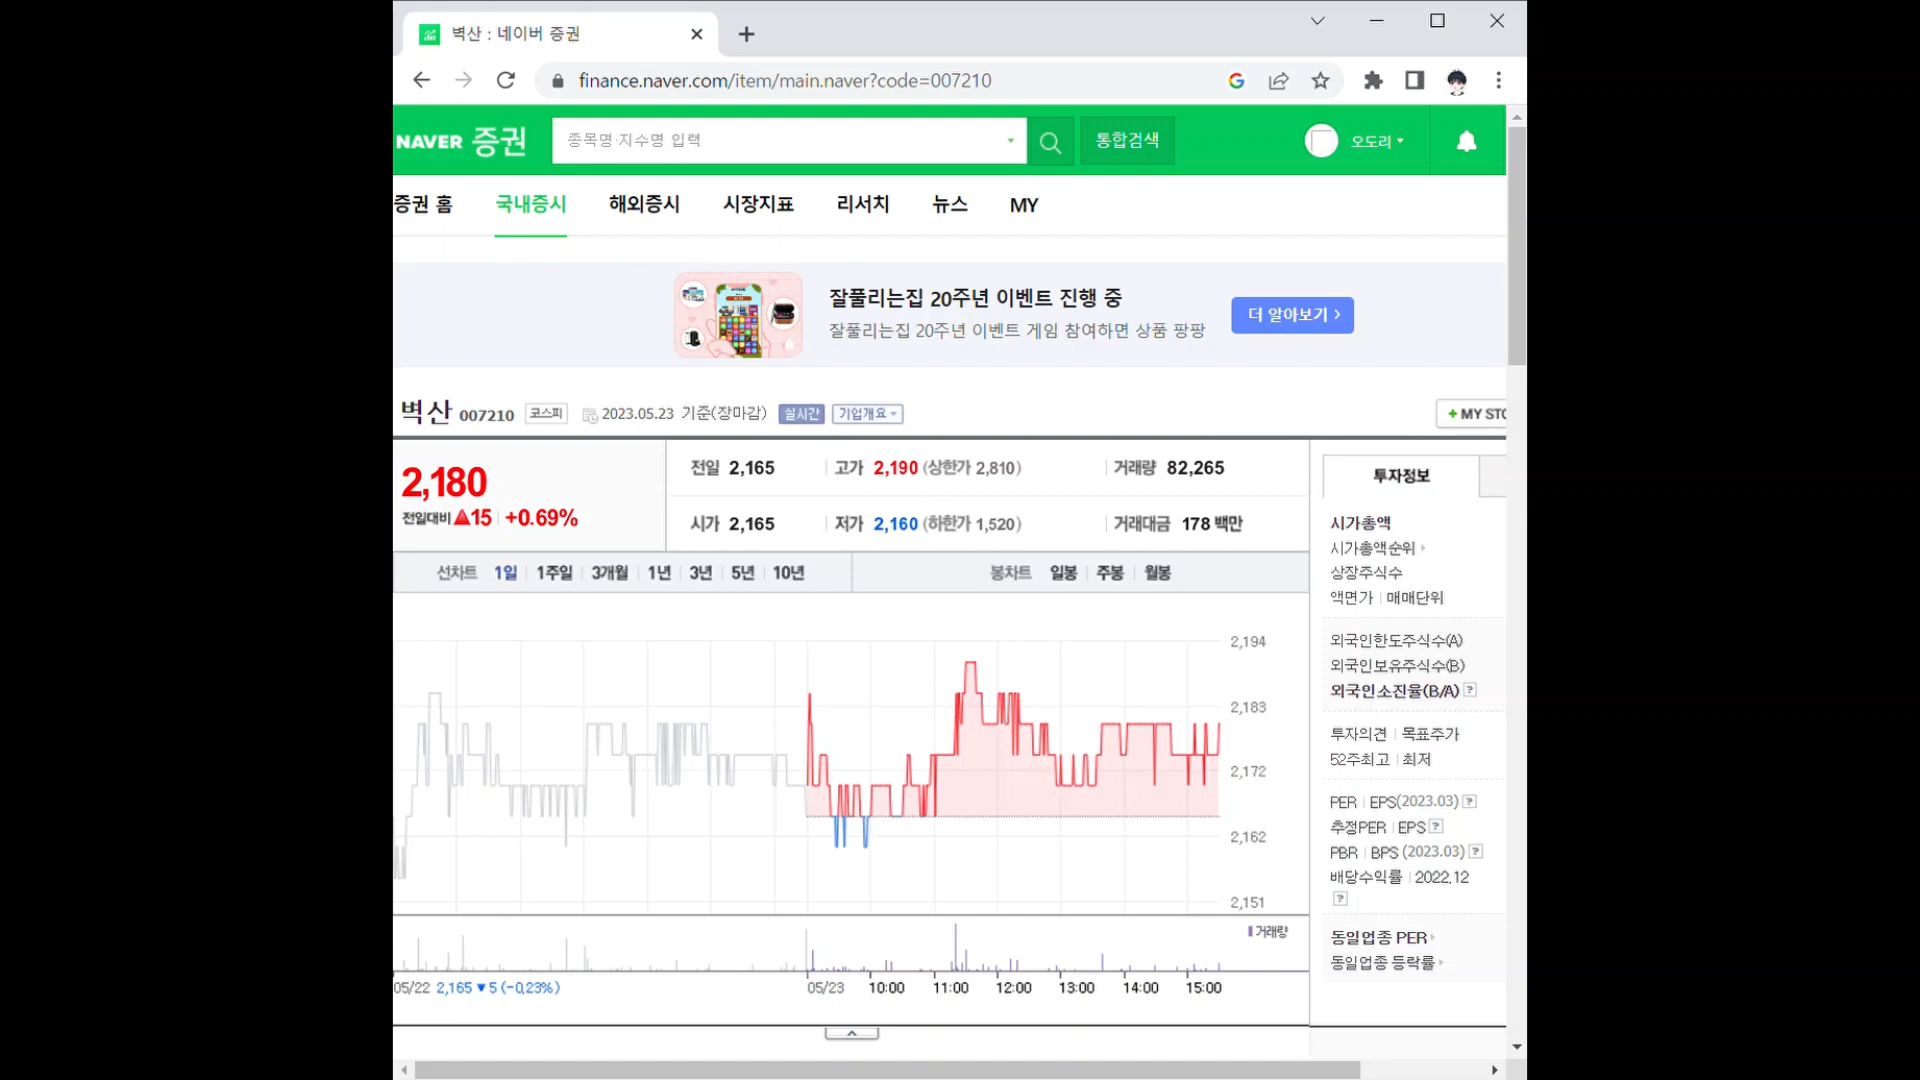 벽산 : 네이버 증권
finance.naver.com/item/main.naver?code=007210
NAVER 증권
종목명·지수명 입력
통합검색
오도리
증권 홈 국내증시 해외증시 시장지표 리서치 뉴스 MY
잘풀리는집 20주년 이벤트 진행 중
잘풀리는집 20주년 이벤트 게임 참여하면 상품 팡팡
더 알아보기
벽산 007210 코스피 2023.05.23 기준(장마감) 실시간 기업개요
+ MY STO
2,180
전일대비 ▲15 +0.69%
전일 2,165 고가 2,190 (상한가 2,810) 거래량 82,265
시가 2,165 저가 2,160 (하한가 1,520) 거래대금 178 백만
선차트 1일 1주일 3개월 1년 3년 5년 10년
봉차트 일봉 주봉 월봉
2,194
2,183
2,172
2,162
2,151
거래량
05/22 2,165 ▼5 (-0.23%)
05/23 10:00 11:00 12:00 13:00 14:00 15:00
투자정보
시가총액
시가총액순위
상장주식수
액면가 | 매매단위
외국인한도주식수(A)
외국인보유주식수(B)
외국인소진율(B/A) ?
투자의견 | 목표주가
52주최고 | 최저
PER | EPS(2023.03) ?
추정PER | EPS ?
PBR | BPS (2023.03) ?
배당수익률 | 2022.12
?
동일업종 PER
동일업종 등락률